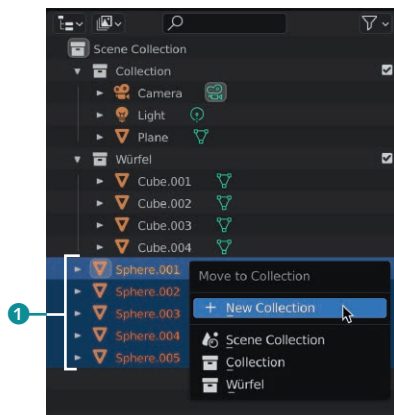 Scene Collection
Collection
Camera
Light
Plane
Würfel
Cube.001
Cube.002
Cube.003
Cube.004
Sphere.001
Sphere.002
Sphere.003
Sphere.004
Sphere.005
Move to Collection
New Collection
Scene Collection
Collection
Würfel
1